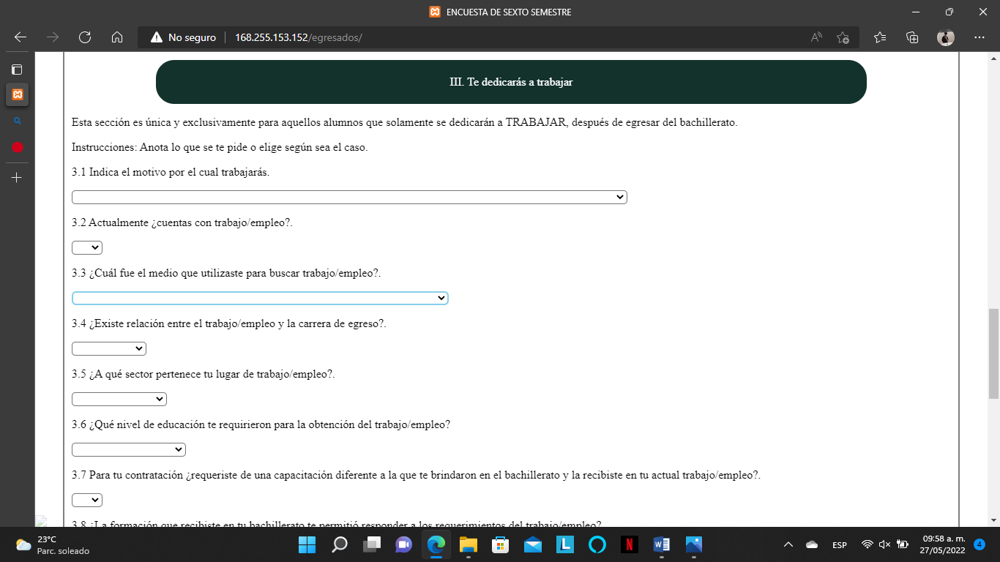 ENCUESTA DE SEXTO SEMESTRE
No seguro 168.255.153.152/egresados/
III. Te dedicarás a trabajar
Esta sección es única y exclusivamente para aquellos alumnos que solamente se dedicarán a TRABAJAR, después de egresar del bachillerato.
Instrucciones: Anota lo que se te pide o elige según sea el caso.
3.1 Indica el motivo por el cual trabajarás.
3.2 Actualmente ¿cuentas con trabajo/empleo?.
3.3 ¿Cuál fue el medio que utilizaste para buscar trabajo/empleo?.
3.4 ¿Existe relación entre el trabajo/empleo y la carrera de egreso?.
3.5 ¿A qué sector pertenece tu lugar de trabajo/empleo?.
3.6 ¿Qué nivel de educación te requirieron para la obtención del trabajo/empleo?
3.7 Para tu contratación ¿requeriste de una capacitación diferente a la que te brindaron en el bachillerato y la recibiste en tu actual trabajo/empleo?.
3.8 ¿La formación que recibiste en tu bachillerato te permitió responder a los requerimientos del trabajo/empleo?
23°C
Parc. soleado
L
N
W
ESP
09:58 a. m.
27/05/2022
4